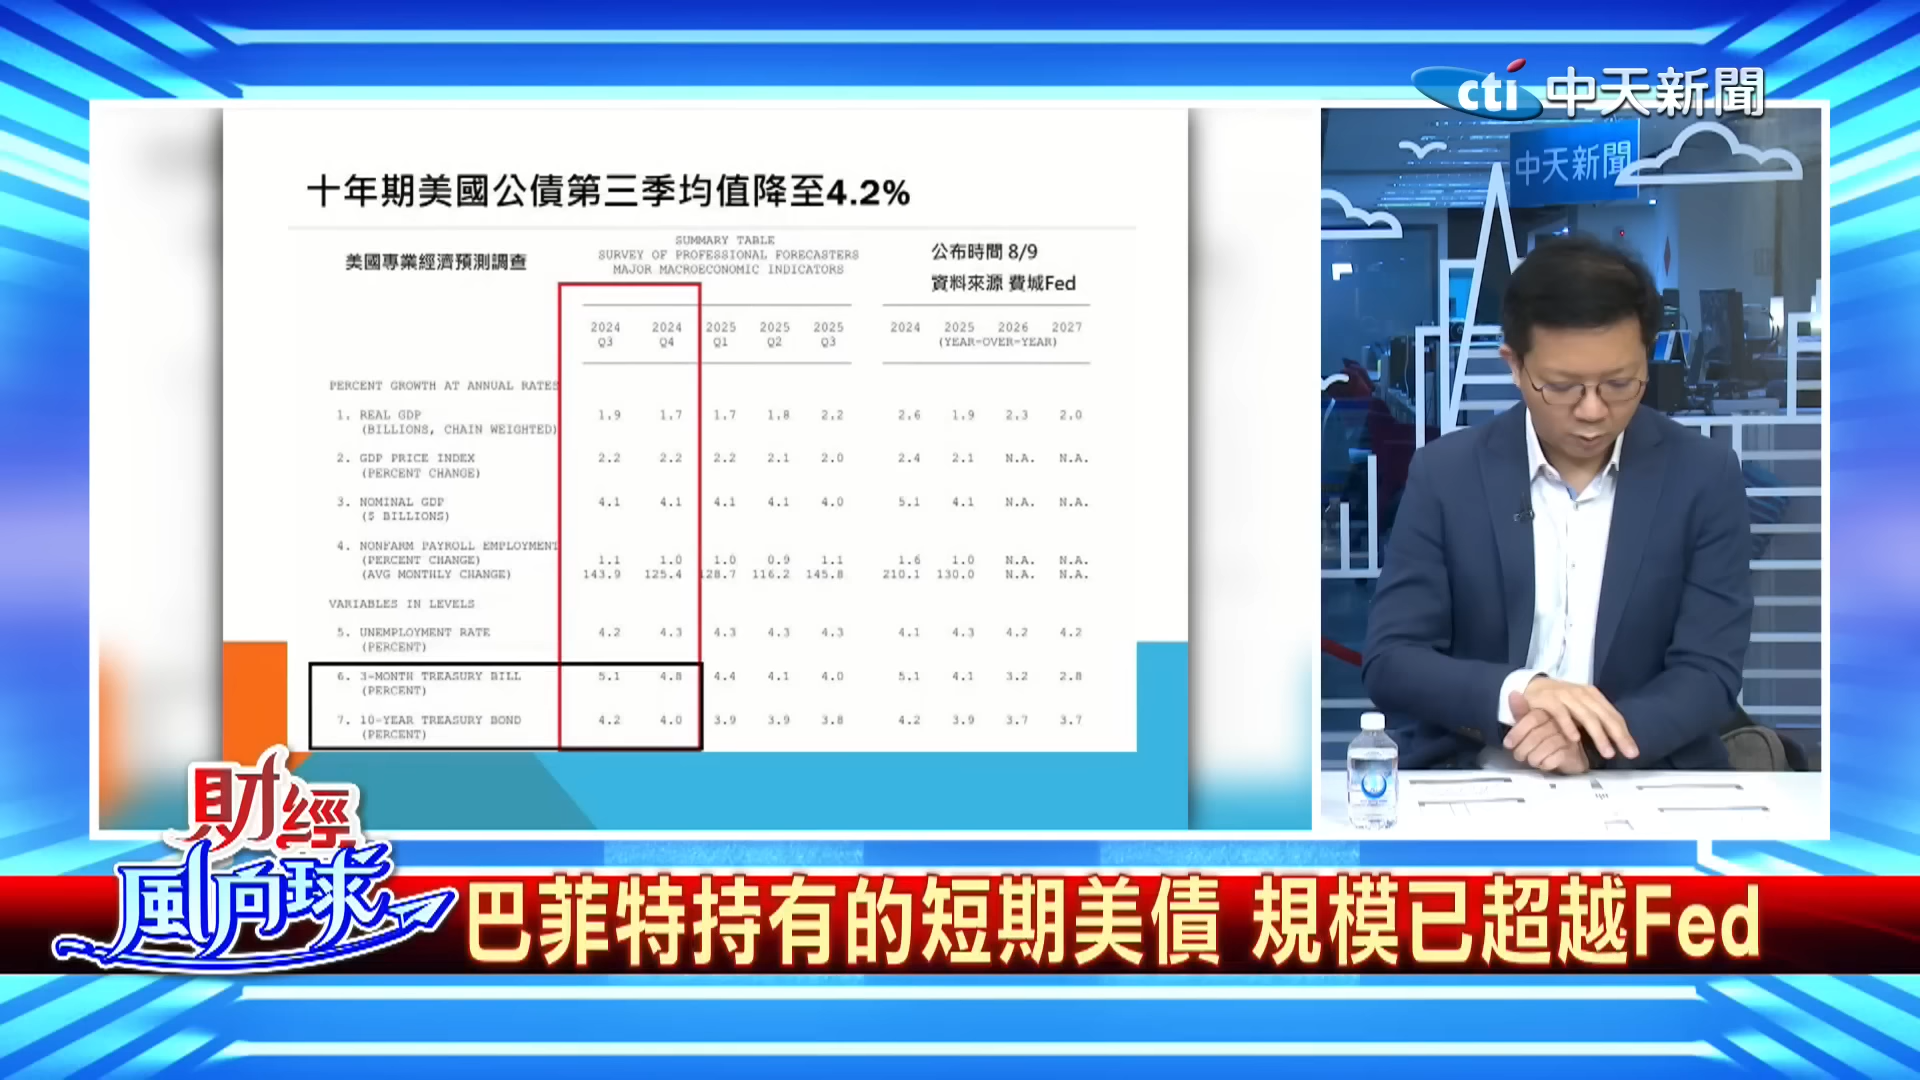 cti 中天新聞
中天新聞
十年期美國公債第三季均值降至4.2%
美國專業經濟預測調查
SUMMARY TABLE
SURVEY OF PROFESSIONAL FORECASTERS
MAJOR MACROECONOMIC INDICATORS
公布時間 8/9
資料來源 費城Fed
2024 2024 2025 2025 2025 2024 2025 2026 2027
Q3 Q4 Q1 Q2 Q3 (YEAR-OVER-YEAR)
PERCENT GROWTH AT ANNUAL RATES
1. REAL GDP 1.9 1.7 1.7 1.8 2.2 2.6 1.9 2.3 2.0
(BILLIONS, CHAIN WEIGHTED)
2. GDP PRICE INDEX 2.2 2.2 2.2 2.1 2.0 2.4 2.1 N.A. N.A.
(PERCENT CHANGE)
3. NOMINAL GDP 4.1 4.1 4.1 4.1 4.0 5.1 4.1 N.A. N.A.
($ BILLIONS)
4. NONFARM PAYROLL EMPLOYMENT
(PERCENT CHANGE) 1.1 1.0 1.0 0.9 1.1 1.6 1.0 N.A. N.A.
(AVG MONTHLY CHANGE) 143.9 125.4 128.7 116.2 145.8 210.1 130.0 N.A. N.A.
VARIABLES IN LEVELS
5. UNEMPLOYMENT RATE 4.2 4.3 4.3 4.3 4.3 4.1 4.3 4.2 4.2
(PERCENT)
6. 3-MONTH TREASURY BILL 5.1 4.8 4.4 4.1 4.0 5.1 4.1 3.2 2.8
(PERCENT)
7. 10-YEAR TREASURY BOND 4.2 4.0 3.9 3.9 3.8 4.2 3.9 3.7 3.7
(PERCENT)
財經
風向球
巴菲特持有的短期美債 規模已超越Fed